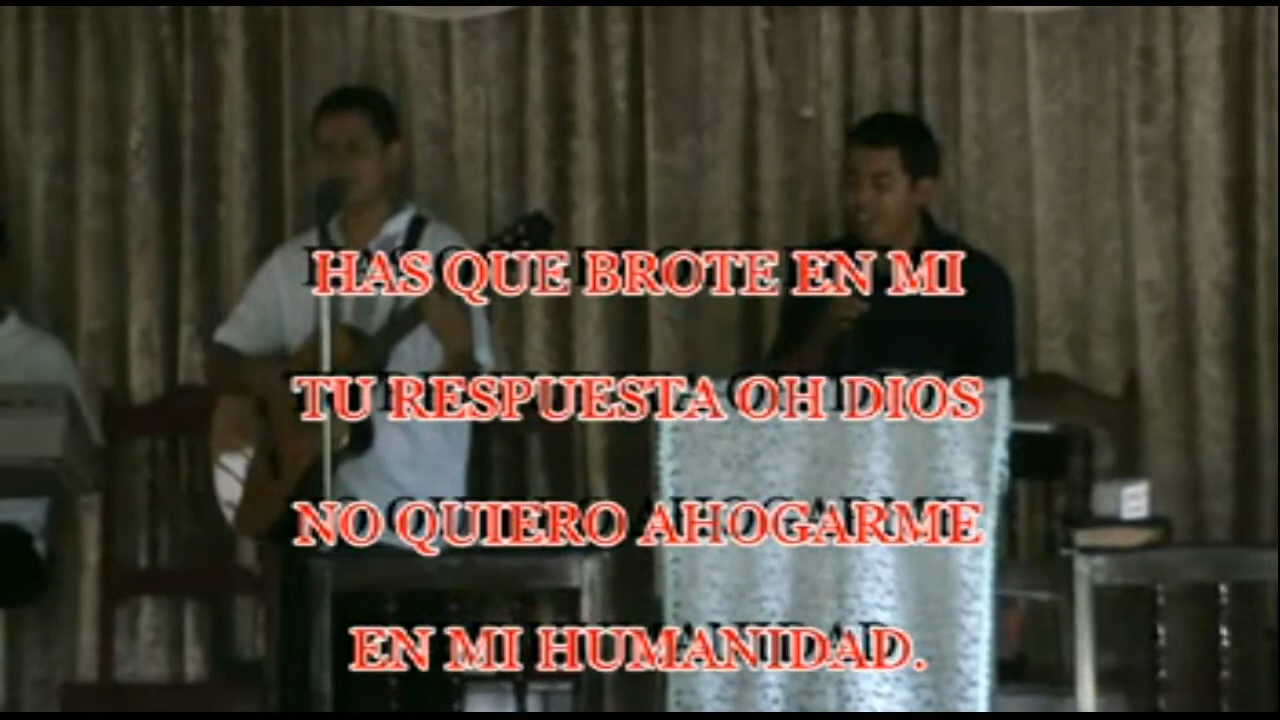 HAS QUE BROTE EN MI
TU RESPUESTA OH DIOS
NO QUIERO AHOGARME
EN MI HUMANIDAD.